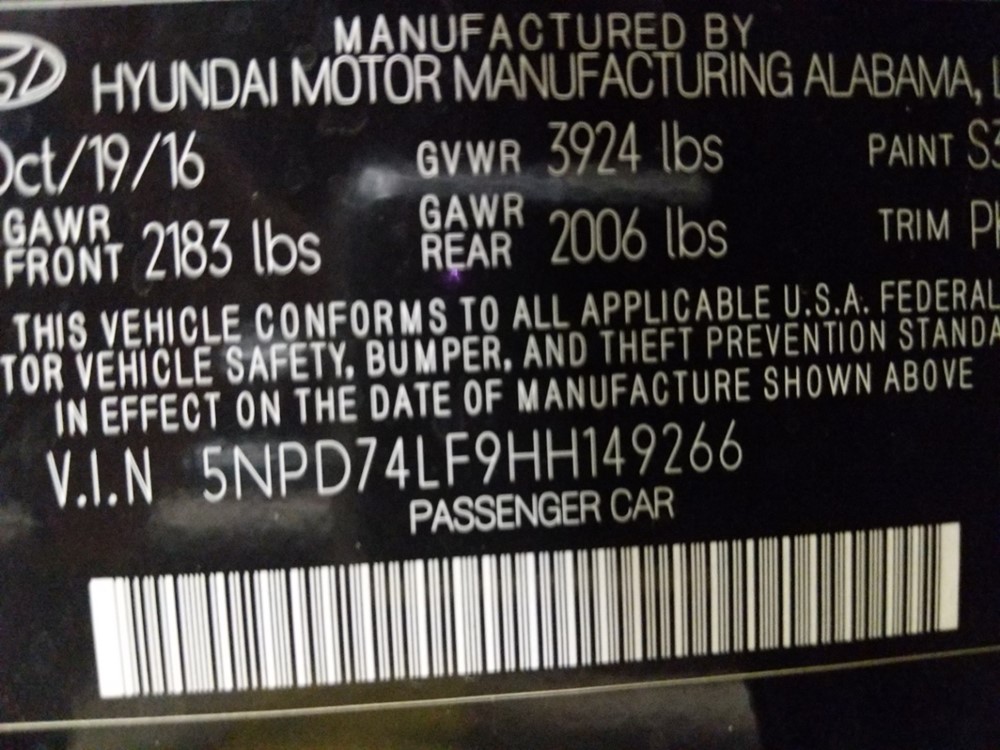 MANUFACTURED BY
HYUNDAI MOTOR MANUFACTURING ALABAMA,
Oct/19/16 GVWR 3924 lbs PAINT S3
GAWR FRONT 2183 lbs GAWR REAR 2006 lbs TRIM
THIS VEHICLE CONFORMS TO ALL APPLICABLE U.S.A. FEDERAL
TOR VEHICLE SAFETY, BUMPER, AND THEFT PREVENTION STANDA
IN EFFECT ON THE DATE OF MANUFACTURE SHOWN ABOVE
V.I.N 5NPD74LF9HH149266
PASSENGER CAR